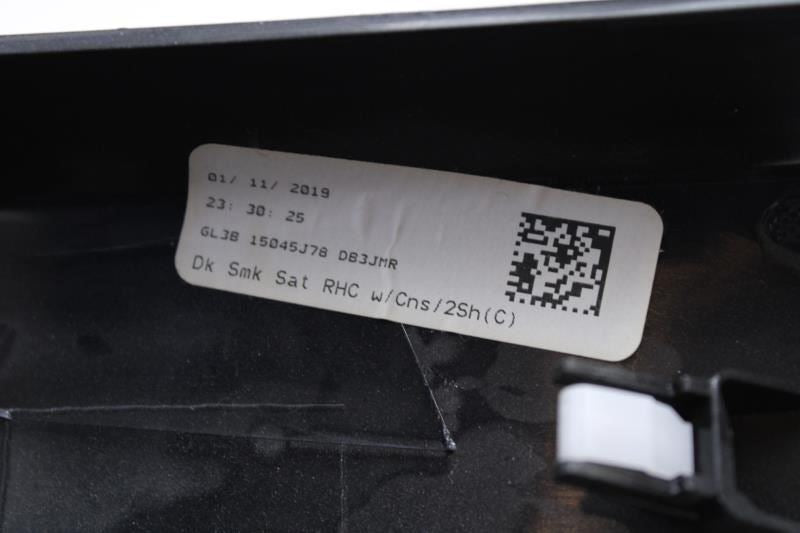 01/ 11/ 2019
23: 30: 25
GL3B 15045J78 DB3JMR
Dk Smk Sat RHC w/Cns/2Sh(C)